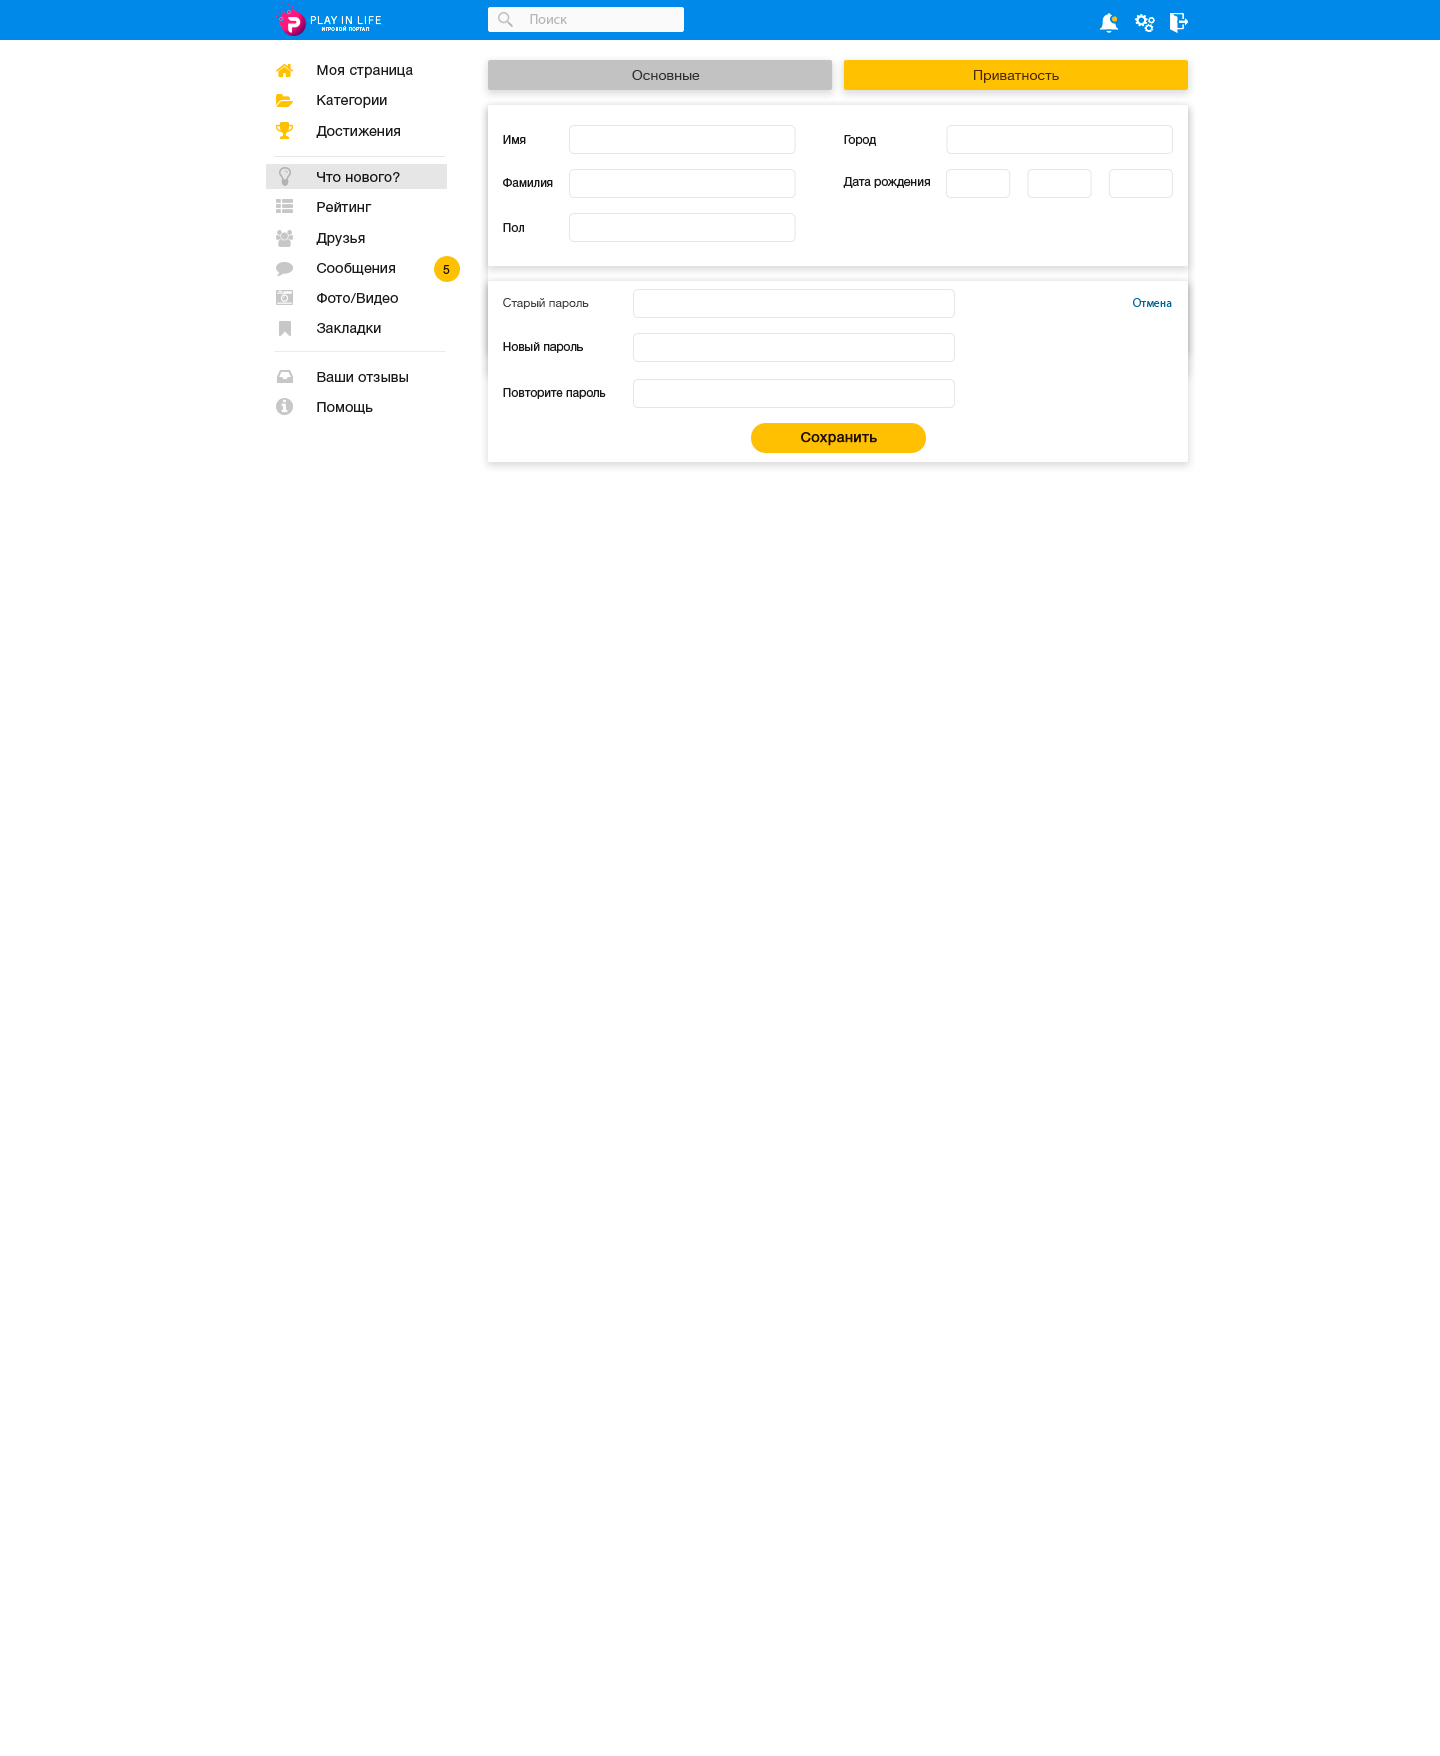 PLAY IN LIFE
ИГРОВОЙ ПОРТАЛ
Поиск
Моя страница
Категории
Достижения
Что нового?
Рейтинг
Друзья
Сообщения 5
Фото/Видео
Закладки
Ваши отзывы
Помощь
Основные Приватность
Имя Город
Фамилия Дата рождения
Пол
Старый пароль Отмена
Новый пароль
Повторите пароль
Сохранить